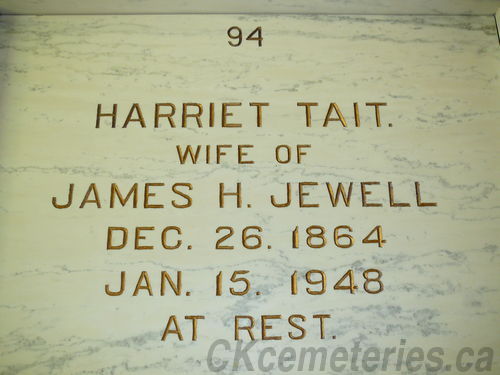 94
HARRIET TAIT.
WIFE OF
JAMES H. JEWELL
DEC. 26. 1864
JAN. 15. 1948
AT REST.
CKcemeteries.ca